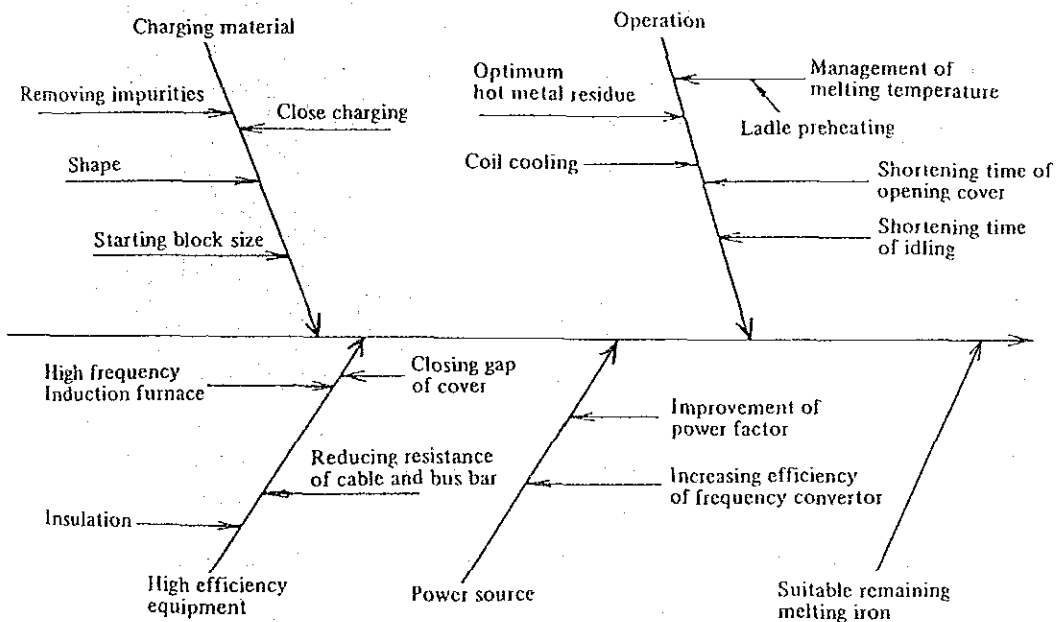 Charging material
Removing impurities
Close charging
Shape
Starting block size
Operation
Optimum
hot metal residue
Management of
melting temperature
Ladle preheating
Coil cooling
Shortening time of
opening cover
Shortening time
of idling
High frequency
Induction furnace
Closing gap
of cover
Reducing resistance
of cable and bus bar
Insulation
High efficiency
equipment
Improvement of
power factor
Increasing efficiency
of frequency convertor
Power source
Suitable remaining
melting iron